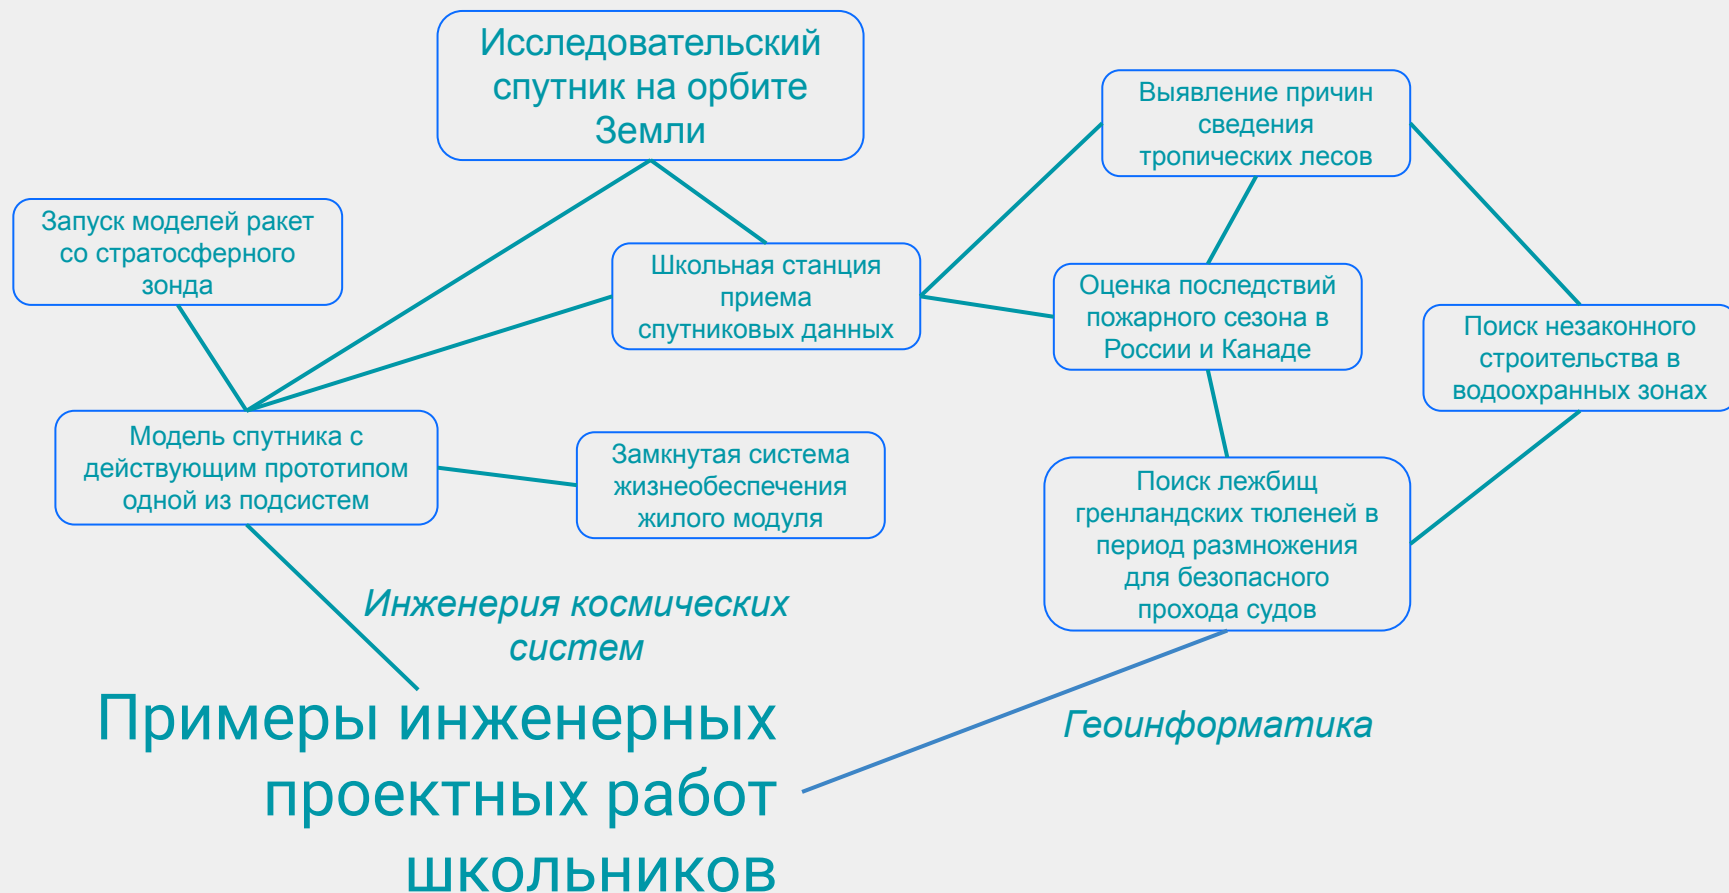 Исследовательский
спутник на орбите
Земли
Выявление причин
сведения
тропических лесов
Запуск моделей ракет
со стратосферного
зонда
Школьная станция
приема
спутниковых данных
Оценка последствий
пожарного сезона в
России и Канаде
Поиск незаконного
строительства в
водоохранных зонах
Модель спутника с
действующим прототипом
одной из подсистем
Замкнутая система
жизнеобеспечения
жилого модуля
Поиск лежбищ
гренландских тюленей в
период размножения
для безопасного
прохода судов
Инженерия космических
систем
Геоинформатика
Примеры инженерных
проектных работ
школьников